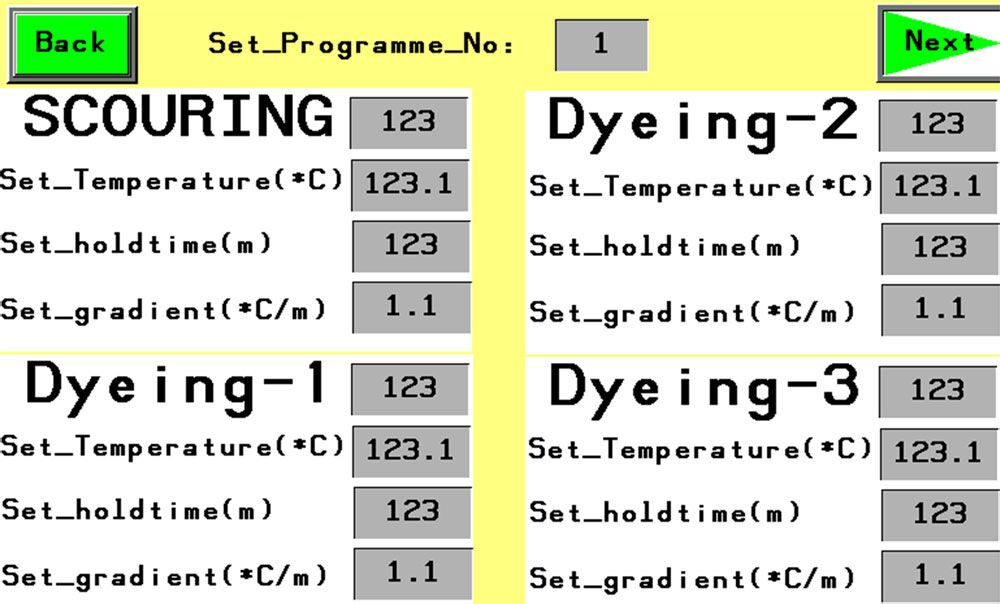 Back Set_Programme_No: 1 Next
SCOURING 123
Set_Temperature(*C) 123.1
Set_holdtime(m) 123
Set_gradient(*C/m) 1.1
Dyeing-1 123
Set_Temperature(*C) 123.1
Set_holdtime(m) 123
Set_gradient(*C/m) 1.1
Dyeing-2 123
Set_Temperature(*C) 123.1
Set_holdtime(m) 123
Set_gradient(*C/m) 1.1
Dyeing-3 123
Set_Temperature(*C) 123.1
Set_holdtime(m) 123
Set_gradient(*C/m) 1.1